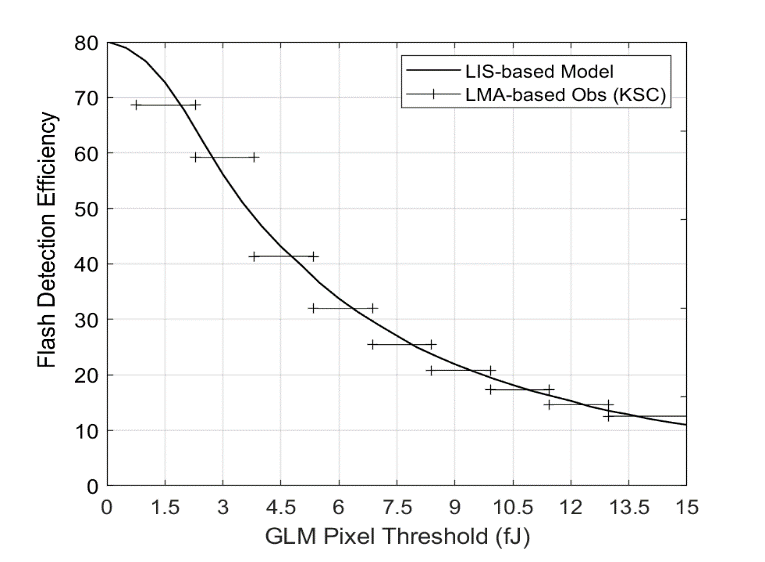 LIS-based Model
LMA-based Obs (KSC)
Flash Detection Efficiency
80
70
60
50
40
30
20
10
0
0 1.5 3 4.5 6 7.5 9 10.5 12 13.5 15
GLM Pixel Threshold (fJ)